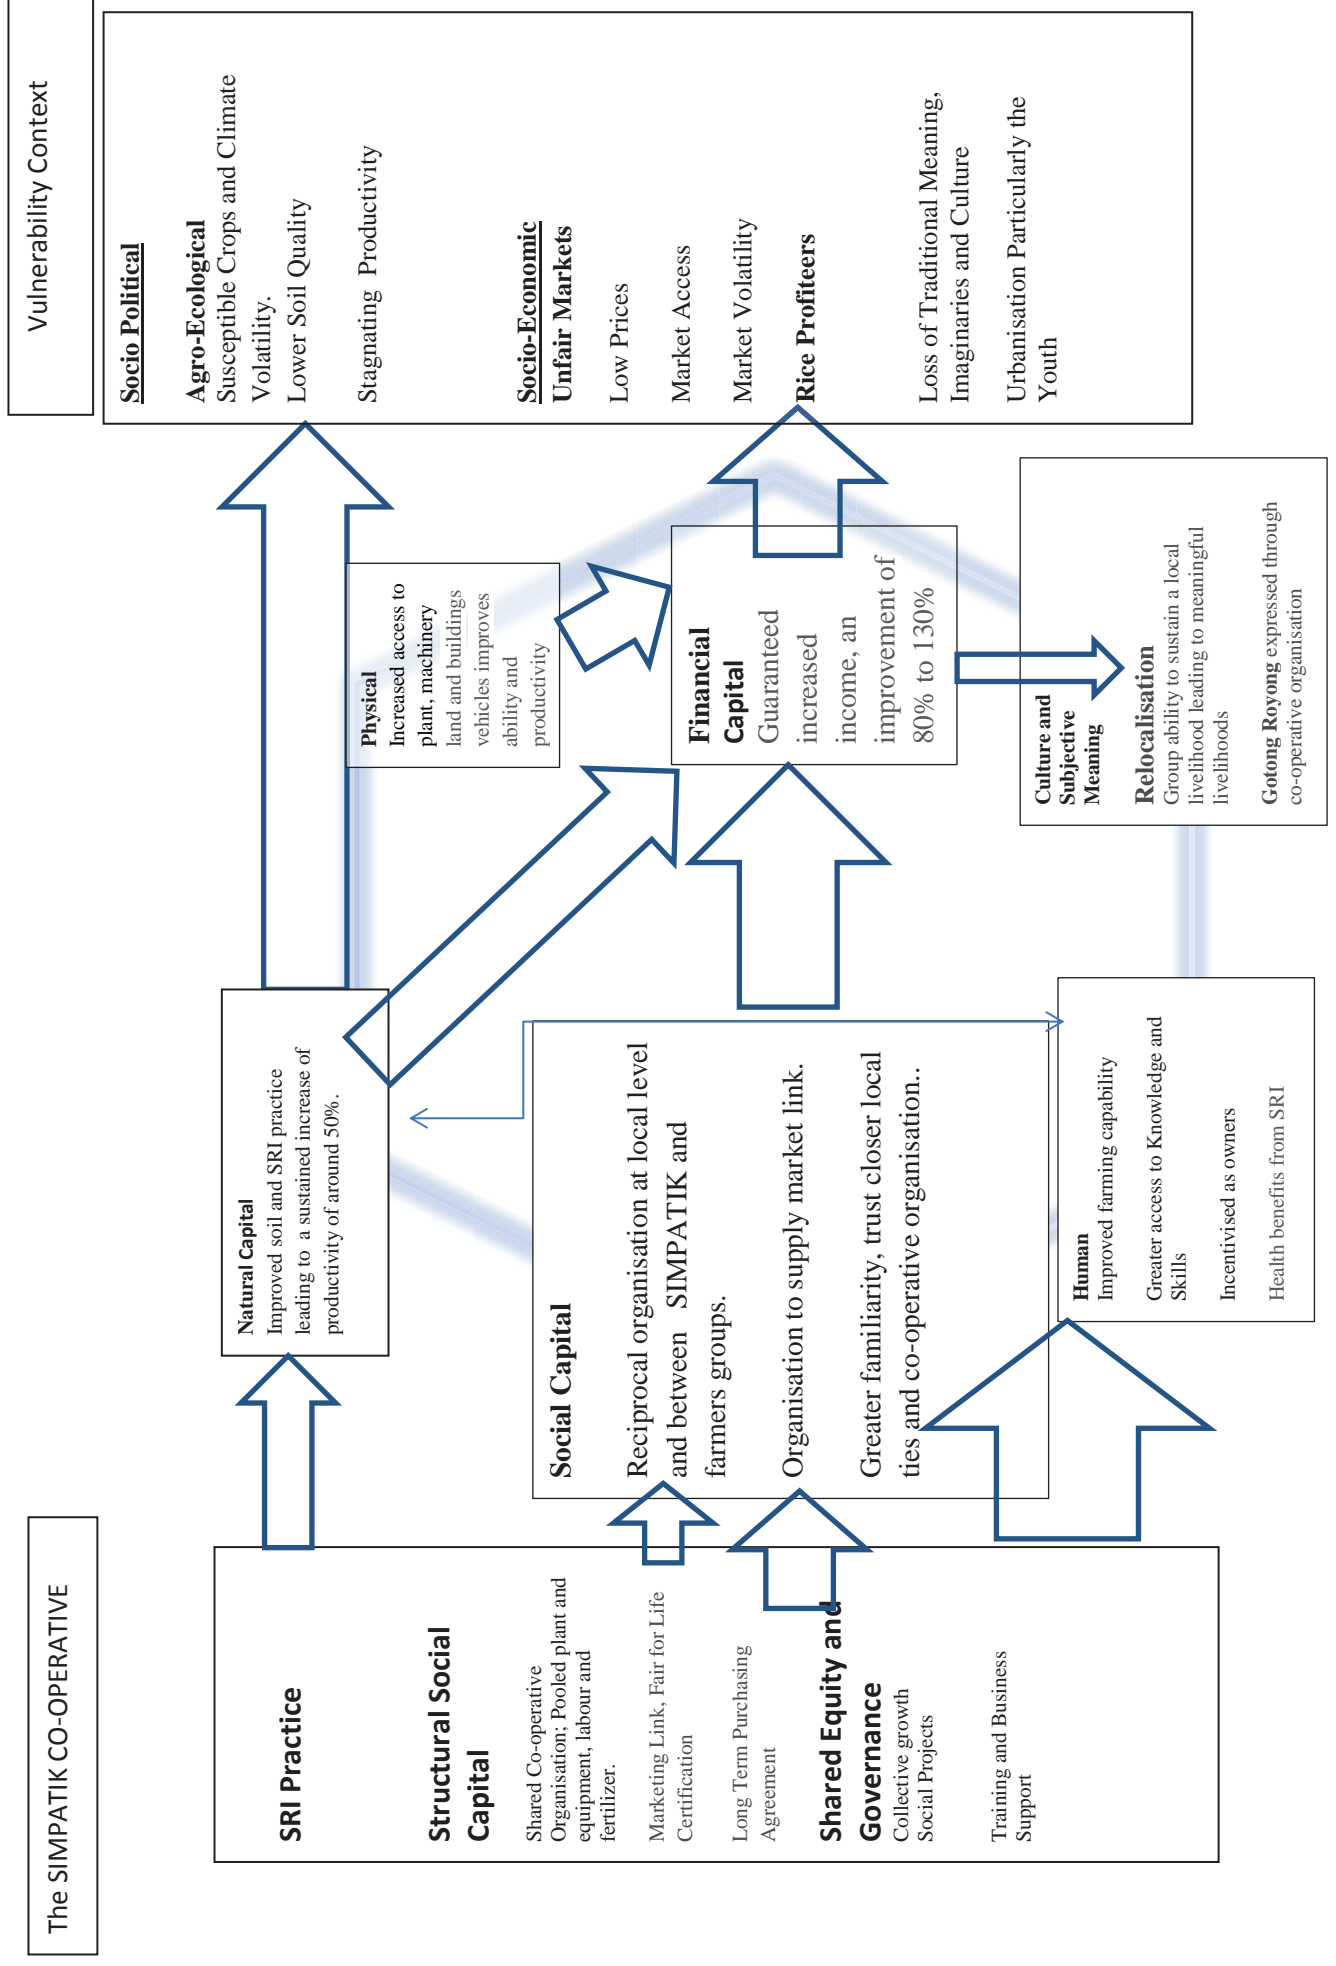 The SIMPATIK CO-OPERATIVE
Vulnerability Context
SRI Practice
Structural Social
Capital
Shared Co-operative
Organisation; Pooled plant and
equipment, labour and
fertilizer.
Marketing Link, Fair for Life
Certification
Long Term Purchasing
Agreement
Shared Equity and
Governance
Collective growth
Social Projects
Training and Business
Support
Natural Capital
Improved soil and SRI practice
leading to a sustained increase of
productivity of around 50%.
Social Capital
Reciprocal organisation at local level
and between SIMPATIK and
farmers groups.
Organisation to supply market link.
Greater familiarity, trust closer local
ties and co-operative organisation..
Human
Improved farming capability
Greater access to Knowledge and
Skills
Incentivised as owners
Health benefits from SRI
Physical
Increased access to
plant, machinery
land and buildings
vehicles improves
ability and
productivity
Financial
Capital
Guaranteed
increased
income, an
improvement of
80% to 130%
Culture and
Subjective
Meaning
Relocalisation
Group ability to sustain a local
livelihood leading to meaningful
livelihoods
Gotong Royong expressed through
co-operative organisation
Socio Political
Agro-Ecological
Susceptible Crops and Climate
Volatility.
Lower Soil Quality
Stagnating Productivity
Socio-Economic
Unfair Markets
Low Prices
Market Access
Market Volatility
Rice Profiteers
Loss of Traditional Meaning,
Imaginaries and Culture
Urbanisation Particularly the
Youth